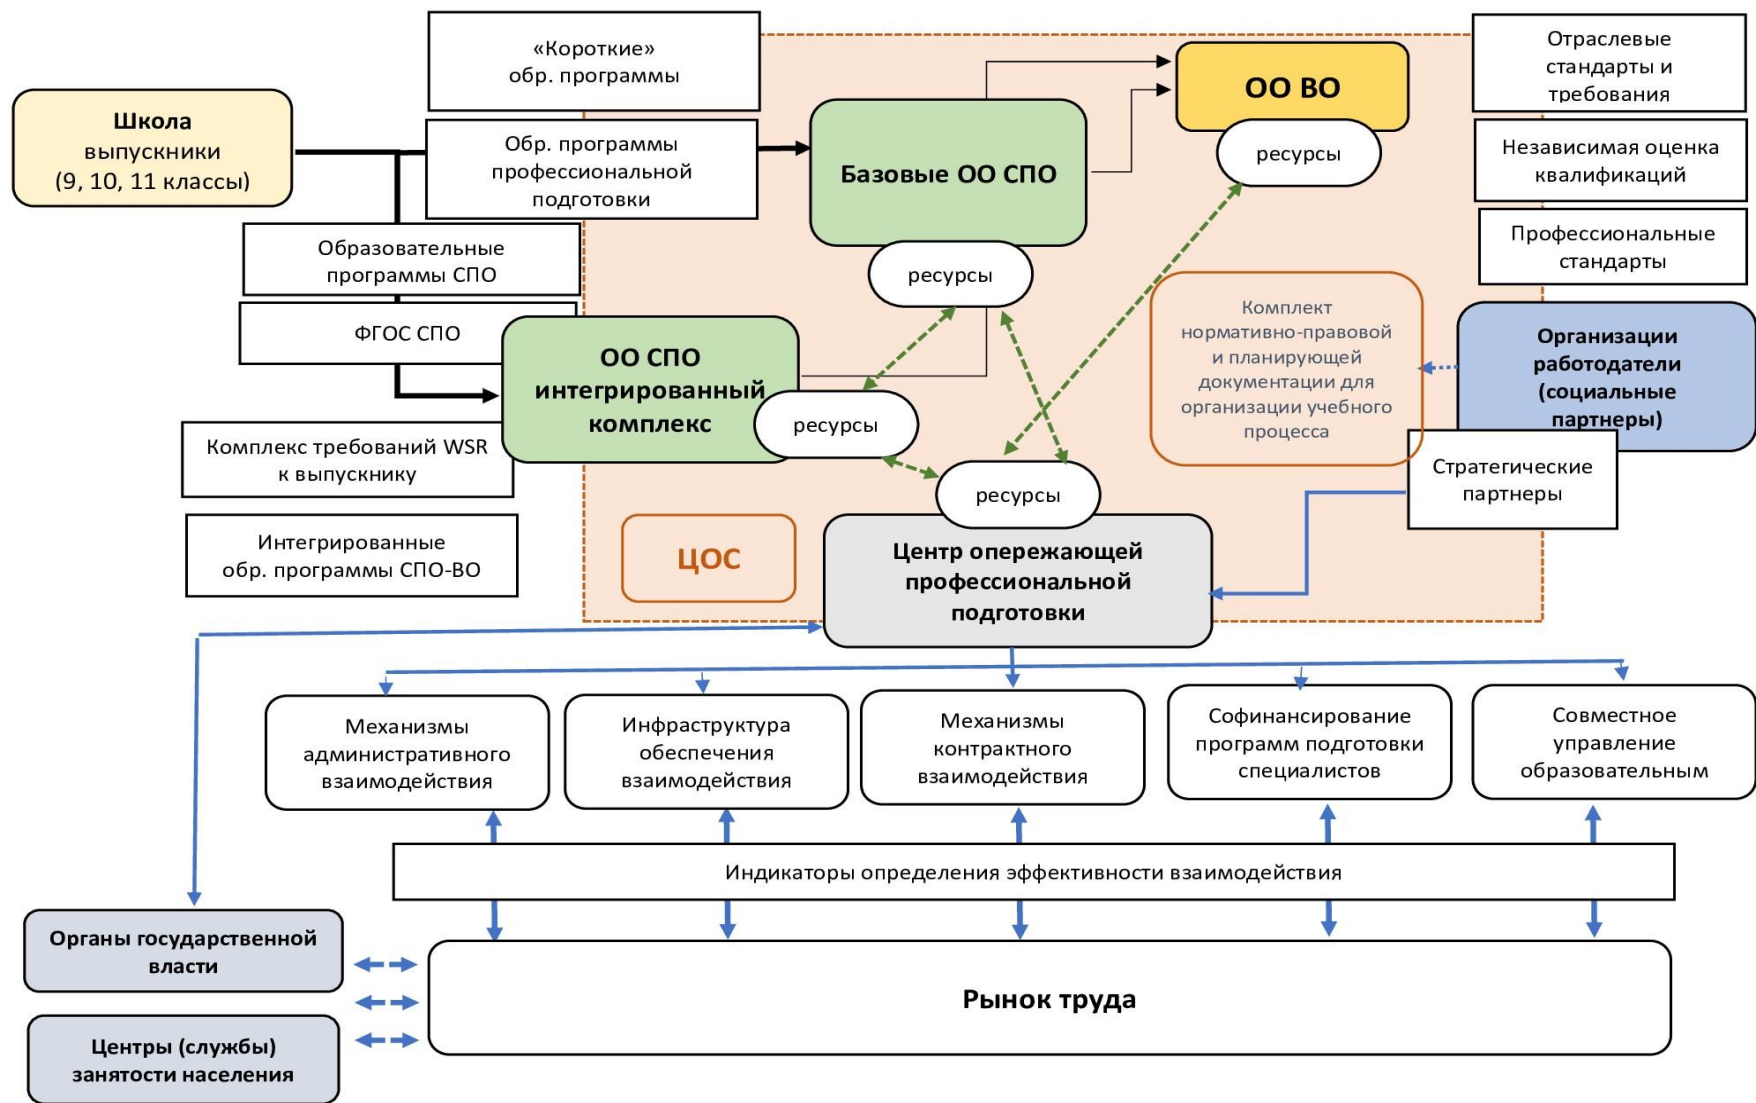 «Короткие»
обр. программы
Отраслевые
стандарты и
требования
ОО ВО
Школа
выпускники
(9, 10, 11 классы)
Обр. программы
профессиональной
подготовки
Базовые ОО СПО
ресурсы
Независимая оценка
квалификаций
Образовательные
программы СПО
ресурсы
Профессиональные
стандарты
ФГОС СПО
ОО СПО
интегрированный
комплекс
ресурсы
Комплект
нормативно-правовой
и планирующей
документации для
организации учебного
процесса
Организации
работодатели
(социальные
партнеры)
Комплекс требований WSR
к выпускнику
ресурсы
Стратегические
партнеры
Интегрированные
обр. программы СПО-ВО
ЦОС
Центр опережающей
профессиональной
подготовки
Механизмы
административного
взаимодействия
Инфраструктура
обеспечения
взаимодействия
Механизмы
контрактного
взаимодействия
Софинансирование
программ подготовки
специалистов
Совместное
управление
образовательным
Индикаторы определения эффективности взаимодействия
Органы государственной
власти
Рынок труда
Центры (службы)
занятости населения